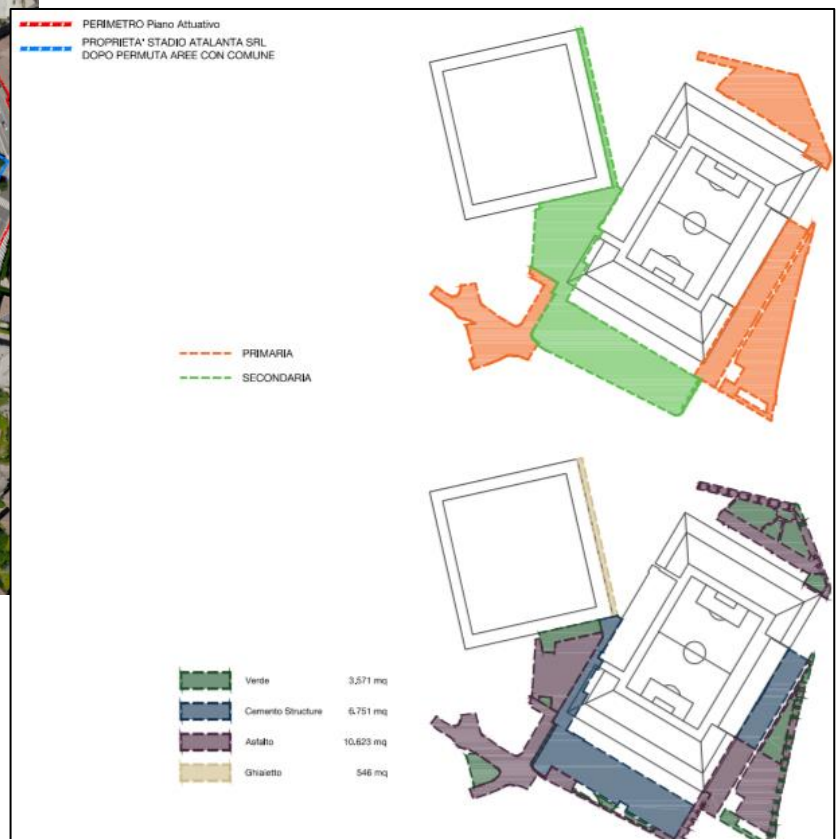 PERIMETRO Piano Attuativo
PROPRIETA' STADIO ATALANTA SRL
DOPO PERMUTA AREE CON COMUNE
PRIMARIA
SECONDARIA
Verde 3,571 mq
Cemento Structure 6.751 mq
Asfalto 10.623 mq
Ghiaietto 546 mq